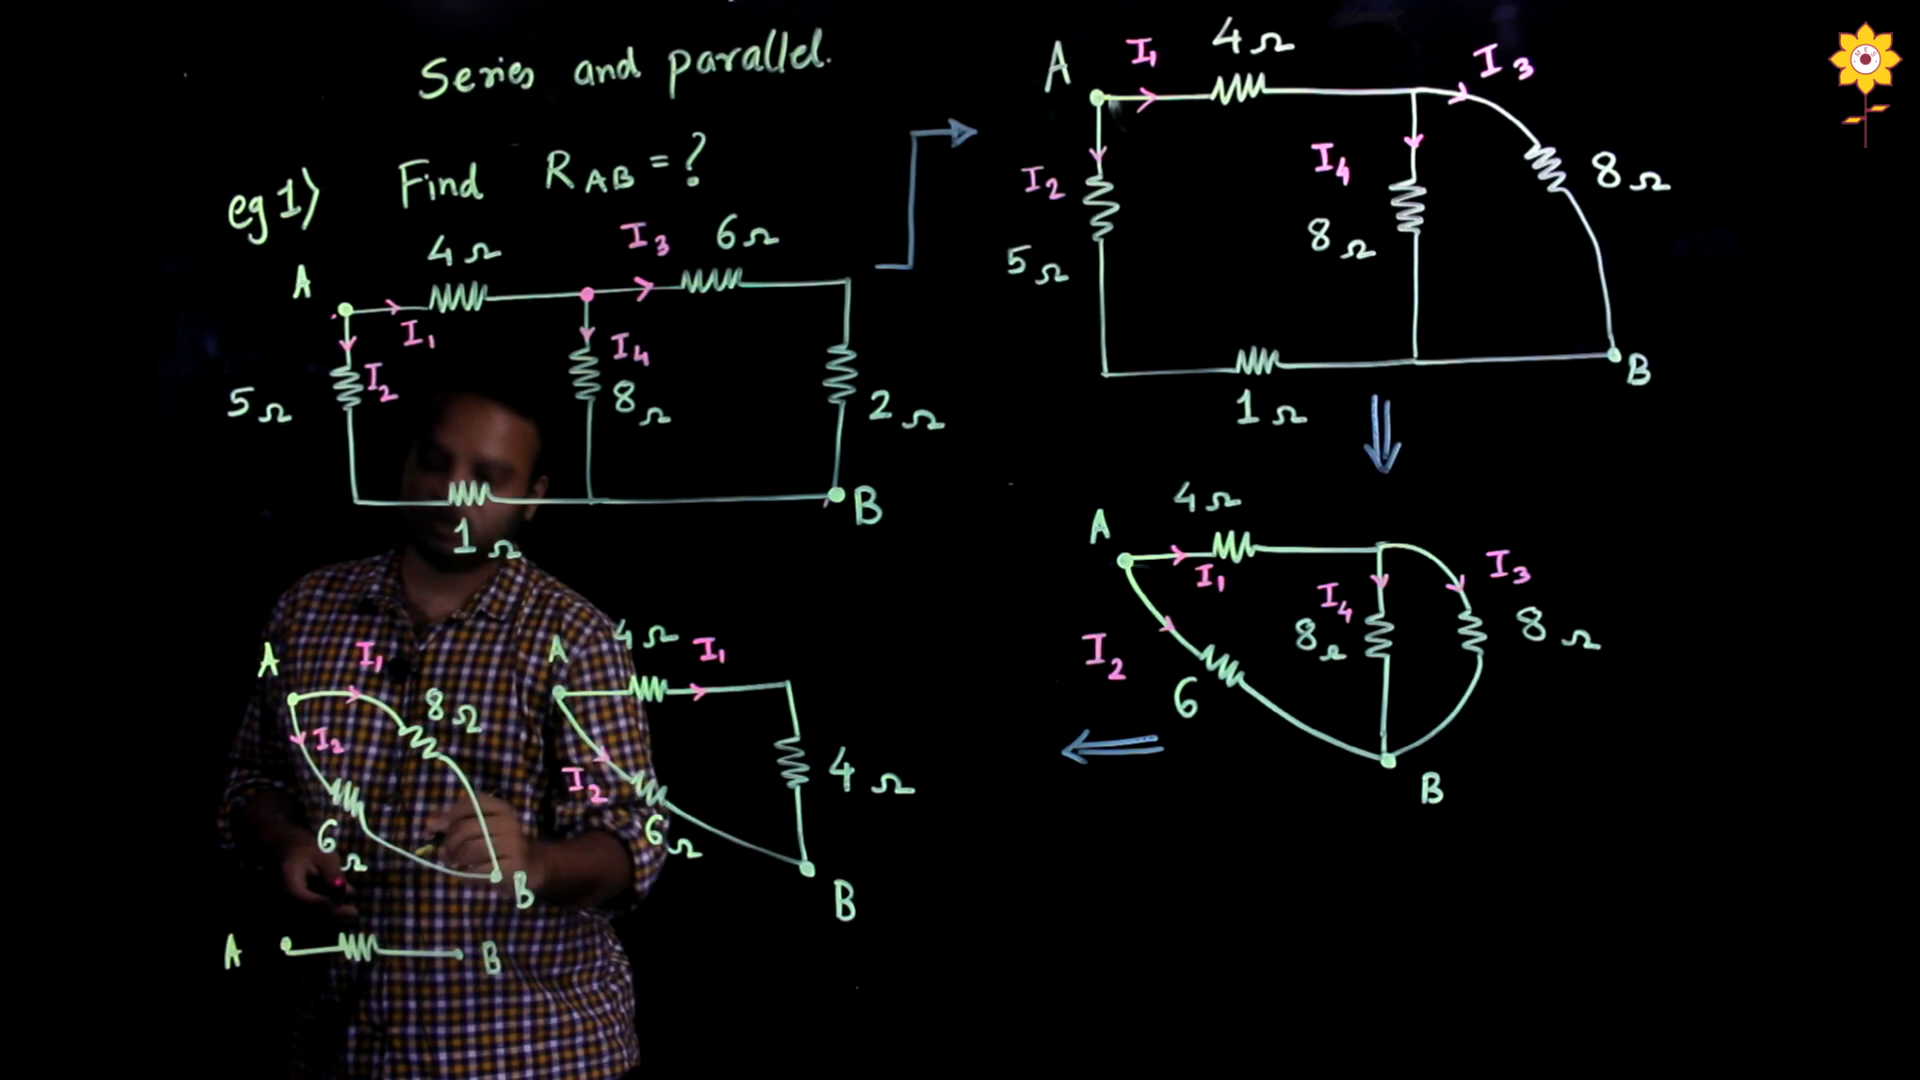 Series and parallel.
eg 1) Find R_AB = ?
A
4Ω
I₃
6Ω
I₁
5Ω
I₂
I₄
8Ω
2Ω
1Ω
B
A
I₁
4Ω
I₃
I₂
5Ω
I₄
8Ω
8Ω
1Ω
B
A
4Ω
I₁
I₂
6
I₄
8Ω
I₃
8Ω
B
A
4Ω
I₁
I₂
6Ω
4Ω
B
A
I₁
8Ω
I₂
6Ω
B
A
B